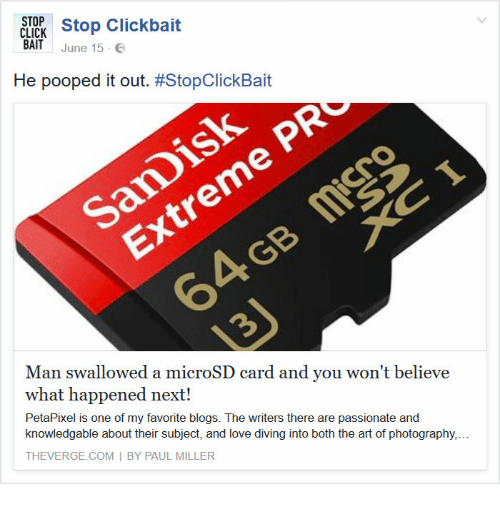 STOP
CLICK
BAIT
Stop Clickbait
June 15
He pooped it out. #StopClickBait
SanDisk
Extreme PRO
64GB micro
SD
XC I
3
Man swallowed a microSD card and you won't believe
what happened next!
PetaPixel is one of my favorite blogs. The writers there are passionate and
knowledgable about their subject, and love diving into both the art of photography,...
THEVERGE.COM | BY PAUL MILLER